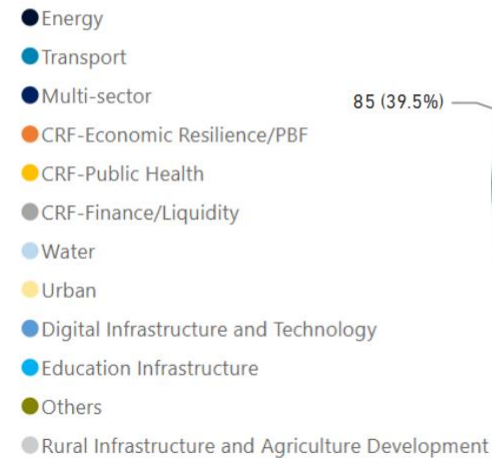 Energy
Transport
Multi-sector
85 (39.5%)
CRF-Economic Resilience/PBF
CRF-Public Health
CRF-Finance/Liquidity
Water
Urban
Digital Infrastructure and Technology
Education Infrastructure
Others
Rural Infrastructure and Agriculture Development